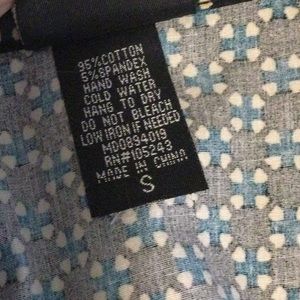 95%COTTON
5%SPANDEX
HAND WASH
COLD WATER
HANG TO DRY
DO NOT BLEACH
LOW IRON IF NEEDED
MD0894019
RN#105243
MADE IN CHINA
S